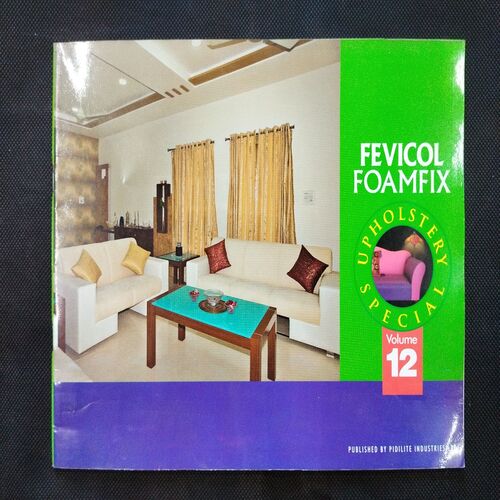 FEVICOL
FOAMFIX
UPHOLSTERY
SPECIAL
Volume
12
PUBLISHED BY PIDILITE INDUSTRIES